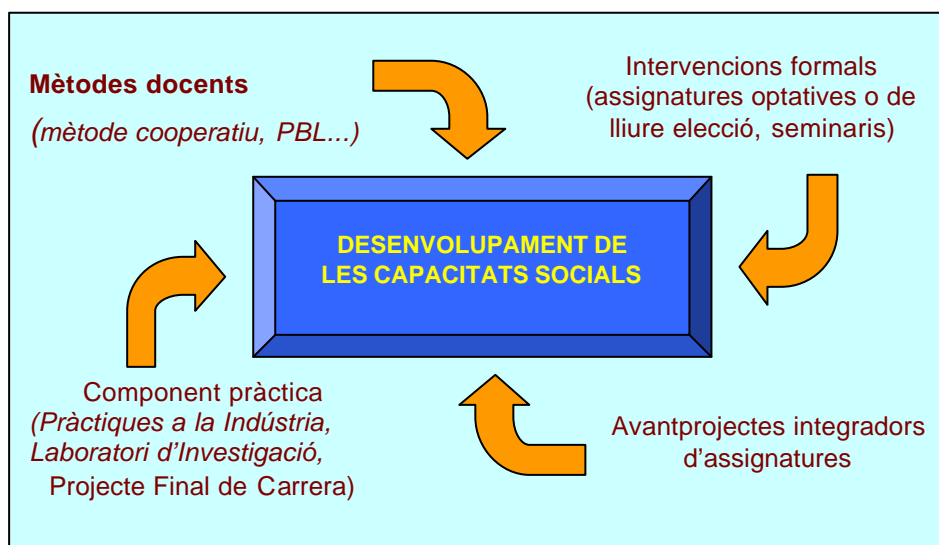 Mètodes docents
(mètode cooperatiu, PBL...)
Intervencions formals
(assignatures optatives o de
lliure elecció, seminaris)
DESENVOLUPAMENT DE
LES CAPACITATS SOCIALS
Component pràctica
(Pràctiques a la Indústria,
Laboratori d'Investigació,
Projecte Final de Carrera)
Avantprojectes integradors
d'assignatures